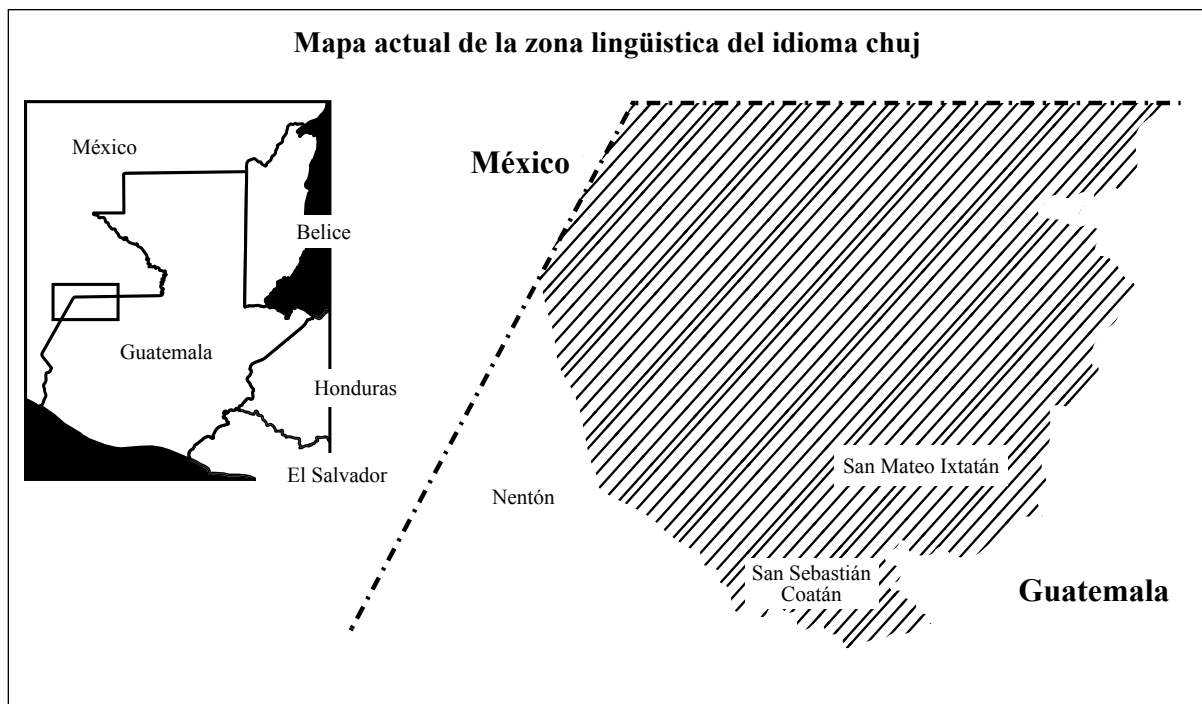 Mapa actual de la zona lingüistica del idioma chuj
México
Belice
Guatemala
Honduras
El Salvador
México
Nentón
San Mateo Ixtatán
San Sebastián
Coatán
Guatemala